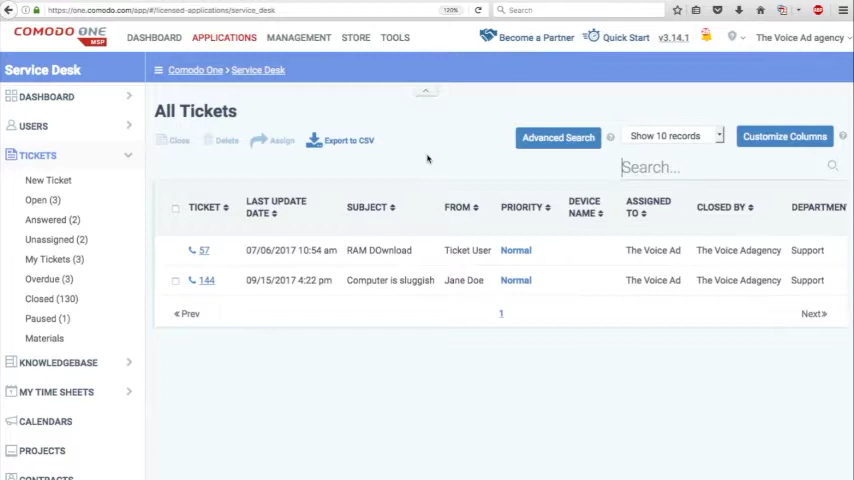 https://one.comodo.com/app/#/licensed-applications/service_desk
120%
Search
COMODO ONE
MSP
DASHBOARD
APPLICATIONS
MANAGEMENT
STORE
TOOLS
Become a Partner
Quick Start
v3.14.1
The Voice Ad agency
Service Desk
Comodo One > Service Desk
DASHBOARD
USERS
TICKETS
New Ticket
Open (3)
Answered (2)
Unassigned (2)
My Tickets (3)
Overdue (3)
Closed (130)
Paused (1)
Materials
KNOWLEDGEBASE
MY TIME SHEETS
CALENDARS
PROJECTS
CONTRACTS
All Tickets
Close
Delete
Assign
Export to CSV
Advanced Search
Show 10 records
Customize Columns
Search...
TICKET
LAST UPDATE DATE
SUBJECT
FROM
PRIORITY
DEVICE NAME
ASSIGNED TO
CLOSED BY
DEPARTMEN
57 07/06/2017 10:54 am RAM DOwnload Ticket User Normal The Voice Ad The Voice Adagency Support
144 09/15/2017 4:22 pm Computer is sluggish Jane Doe Normal The Voice Ad The Voice Adagency Support
« Prev
1
Next »